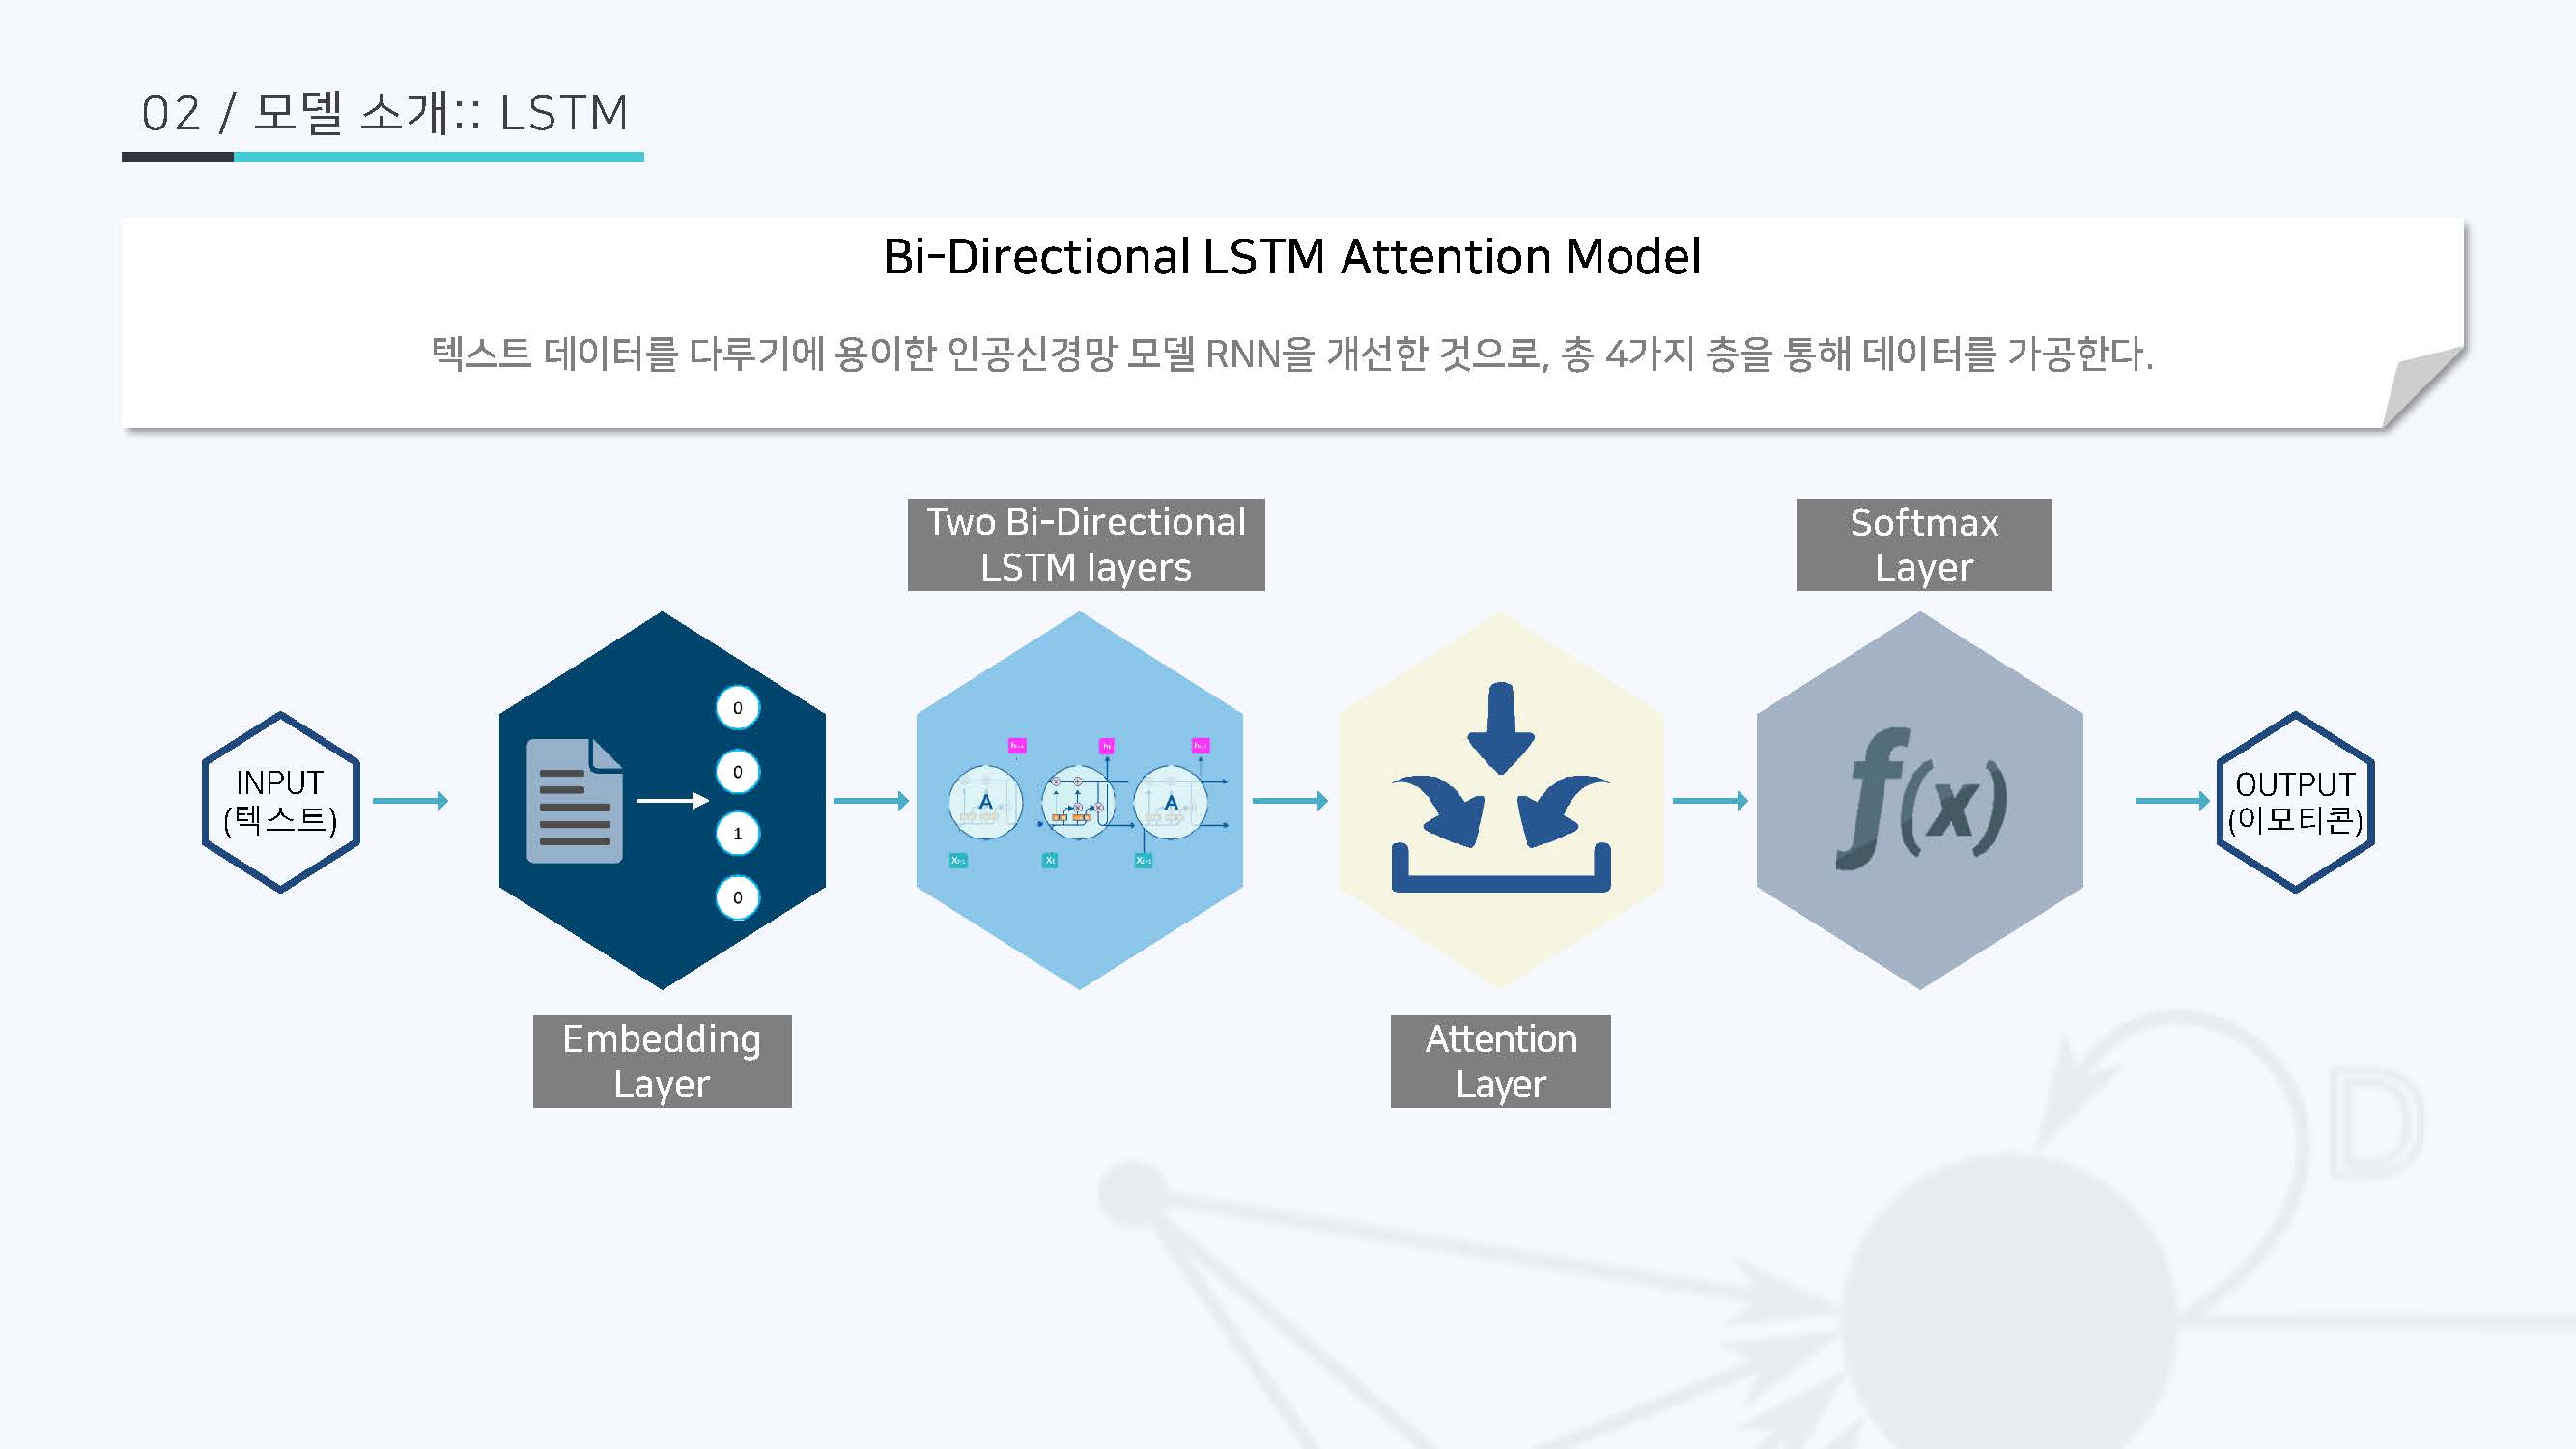 02 / 모델 소개:: LSTM
Bi-Directional LSTM Attention Model
텍스트 데이터를 다루기에 용이한 인공신경망 모델 RNN을 개선한 것으로, 총 4가지 층을 통해 데이터를 가공한다.
Two Bi-Directional
LSTM layers
Softmax
Layer
INPUT
(텍스트)
0
0
1
0
A
A
f(x)
OUTPUT
(이모티콘)
Embedding
Layer
Attention
Layer
D